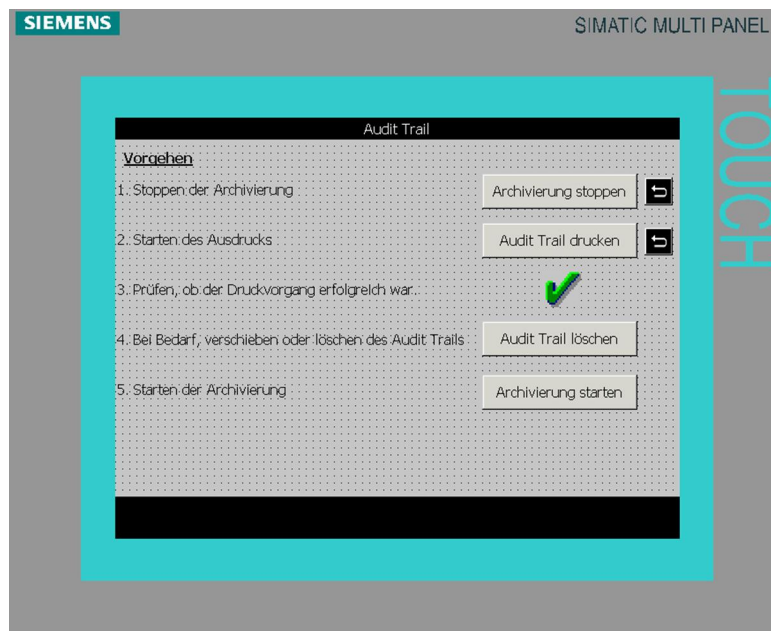 SIEMENS
SIMATIC MULTI PANEL
TOUCH
Audit Trail
Vorgehen
1. Stoppen der Archivierung
Archivierung stoppen
2. Starten des Ausdrucks
Audit Trail drucken
3. Prüfen, ob der Druckvorgang erfolgreich war.
4. Bei Bedarf, verschieben oder löschen des Audit Trails
Audit Trail löschen
5. Starten der Archivierung
Archivierung starten